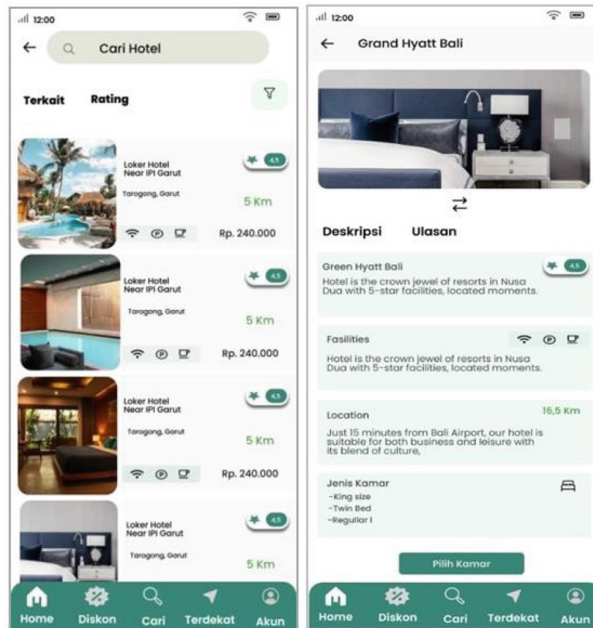 12:00
Cari Hotel
Terkait Rating
Loker Hotel
Near IPI Garut
4,5
Tarogong, Garut
5 Km
Rp. 240.000
Loker Hotel
Near IPI Garut
4,5
Tarogong, Garut
5 Km
Rp. 240.000
Loker Hotel
Near IPI Garut
4,5
Tarogong, Garut
5 Km
Rp. 240.000
Loker Hotel
Near IPI Garut
4,5
Tarogong, Garut
5 Km
Home Diskon Cari Terdekat Akun
12:00
Grand Hyatt Bali
Deskripsi Ulasan
Green Hyatt Bali
4,5
Hotel is the crown jewel of resorts in Nusa
Dua with 5-star facilities, located moments.
Fasilities
Hotel is the crown jewel of resorts in Nusa
Dua with 5-star facilities, located moments.
Location 16,5 Km
Just 15 minutes from Bali Airport, our hotel is
suitable for both business and leisure with
its blend of culture,
Jenis Kamar
-King size
-Twin Bed
-Regullar l
Pilih Kamar
Home Diskon Cari Terdekat Akun